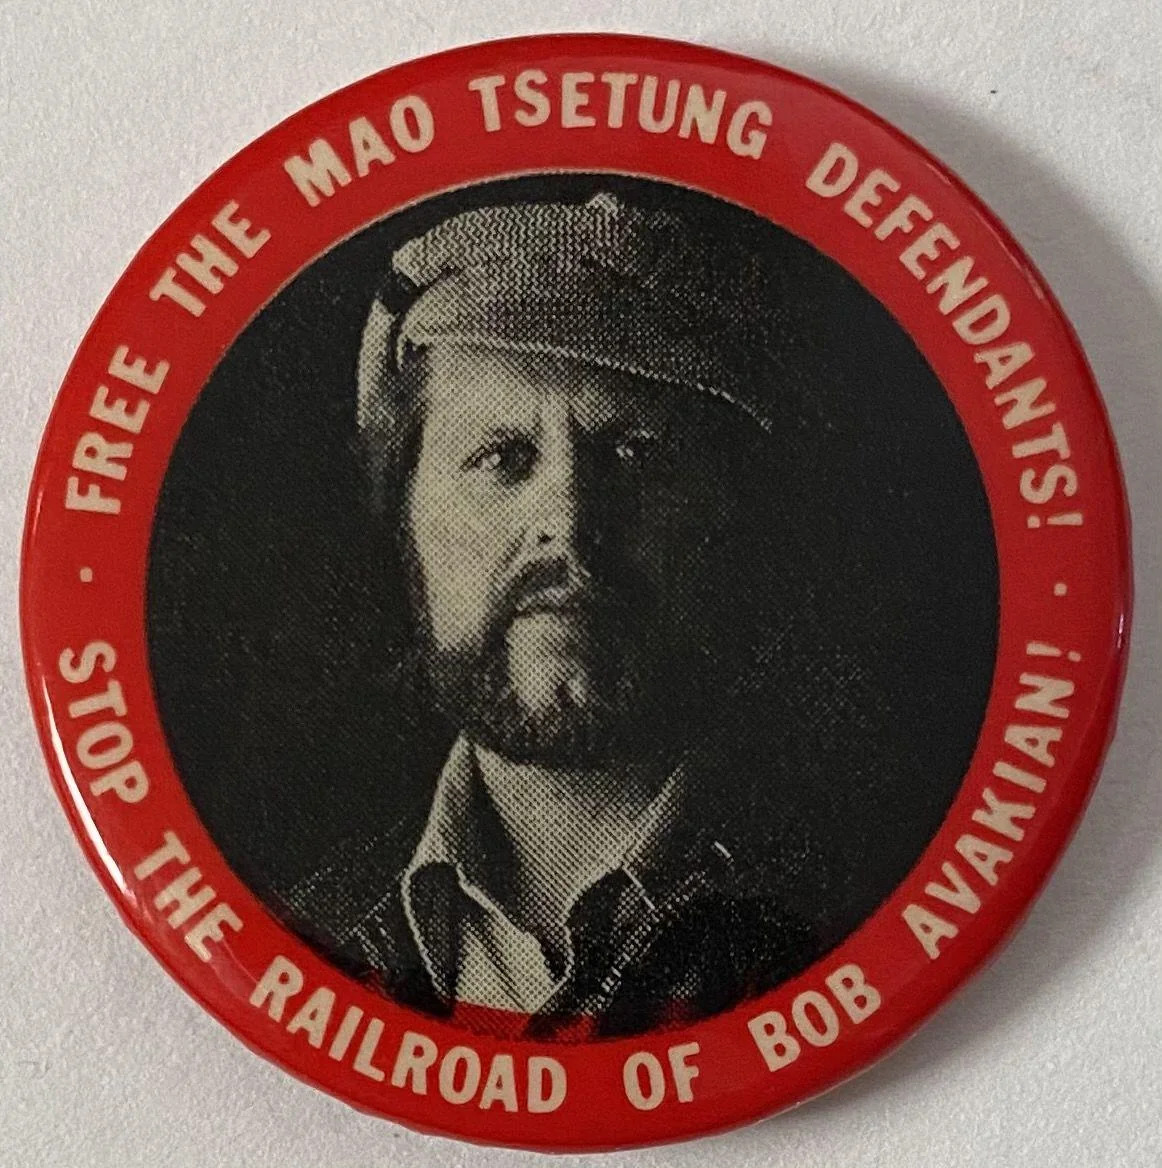 · FREE THE MAO TSETUNG DEFENDANTS! ·
STOP THE RAILROAD OF BOB AVAKIAN!